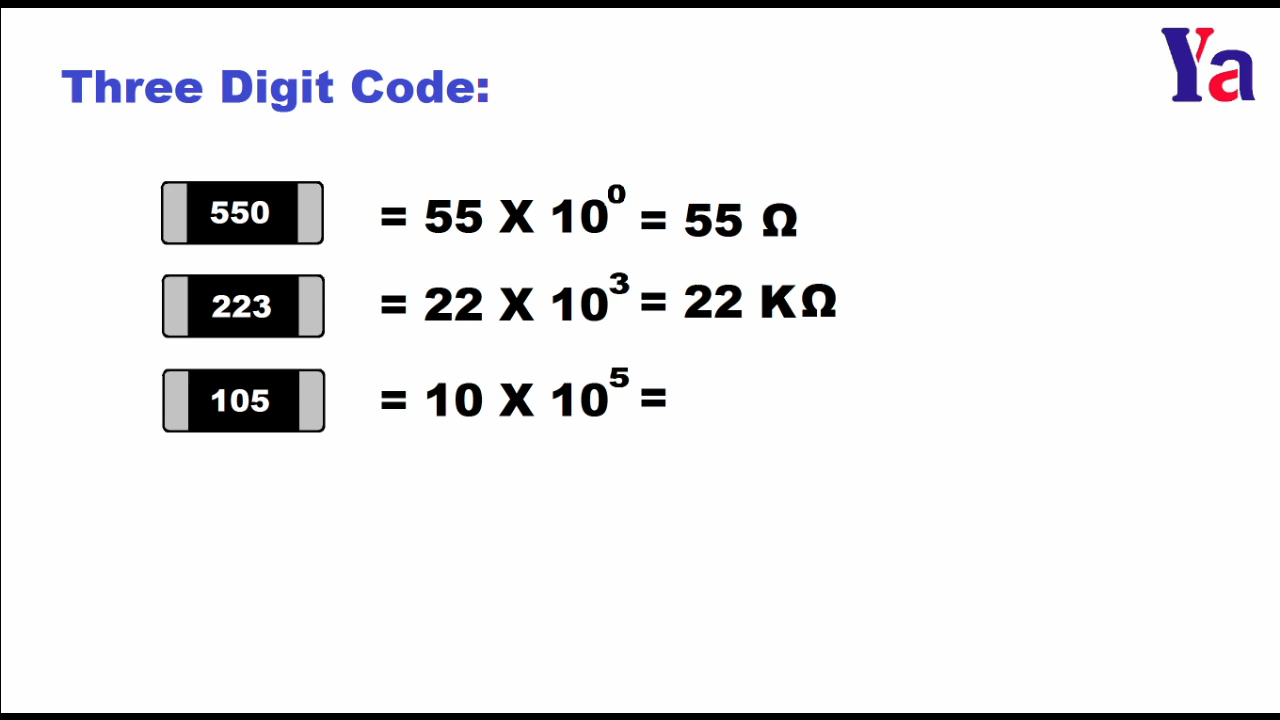 Ya
Three Digit Code:
550 = 55 X 10⁰ = 55 Ω
223 = 22 X 10³ = 22 KΩ
105 = 10 X 10⁵ =